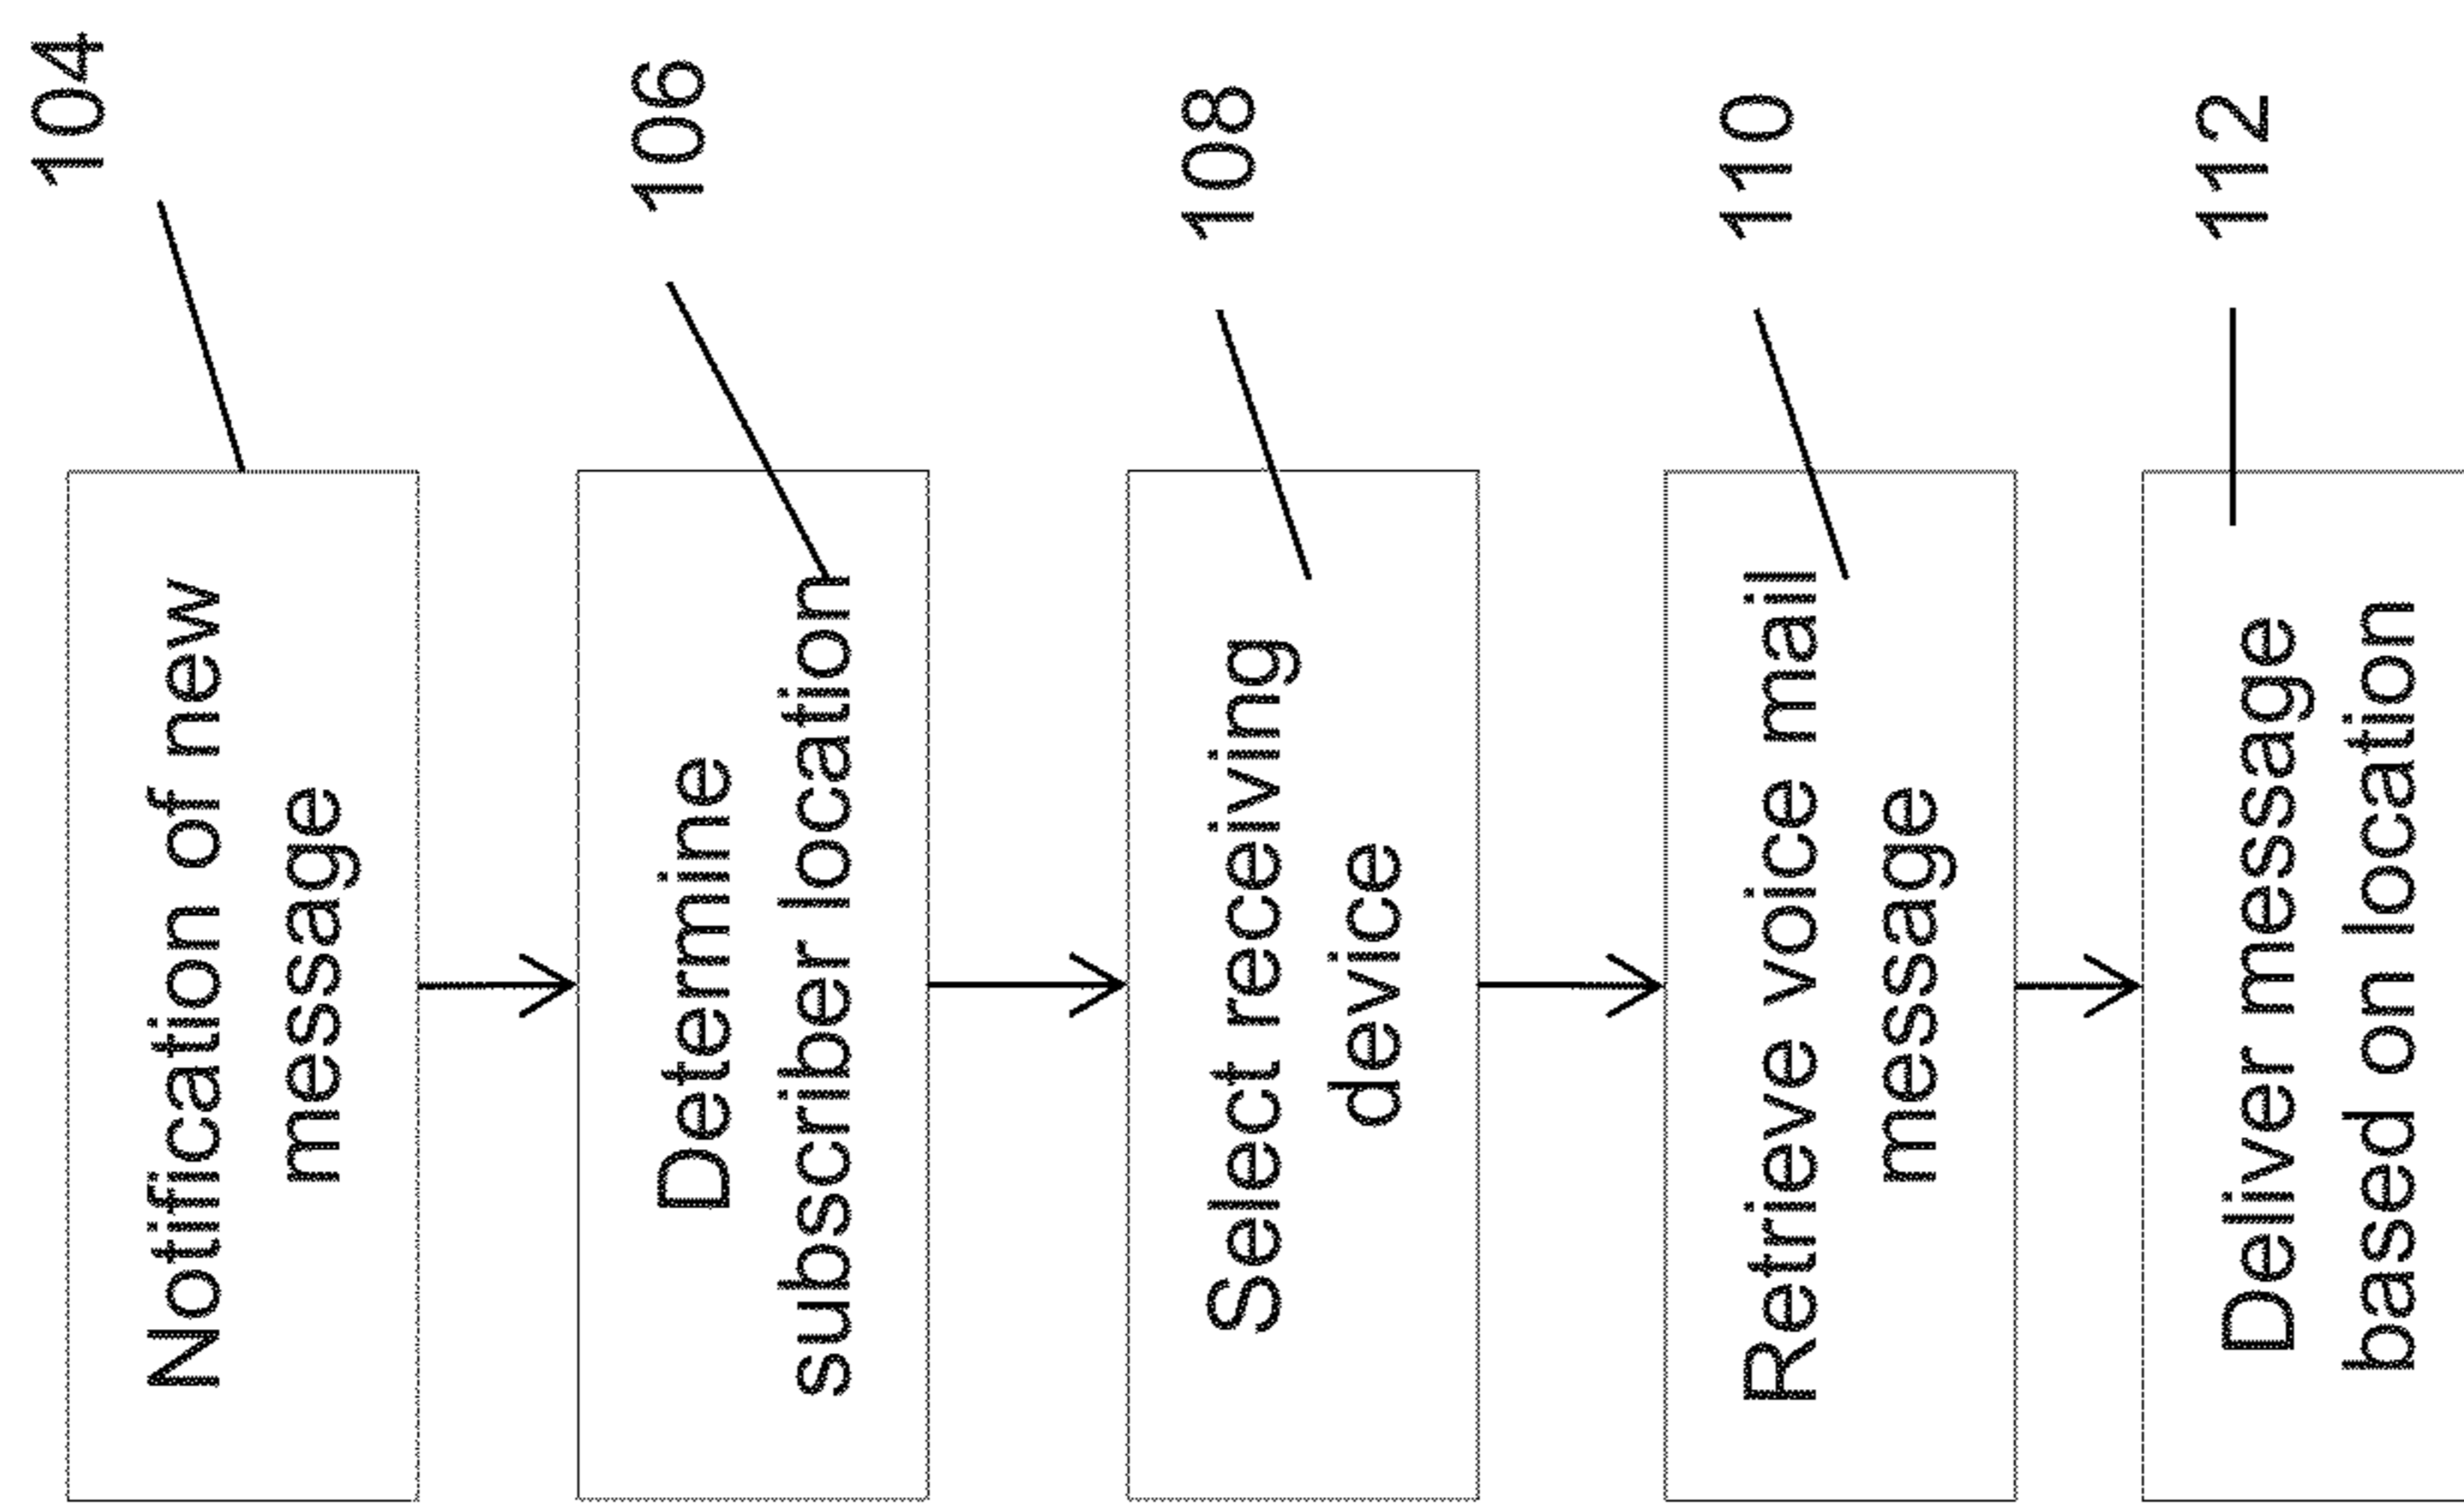 104
Notification of new
message
106
Determine
subscriber location
108
Select receiving
device
110
Retrieve voice mail
message
112
Deliver message
based on location